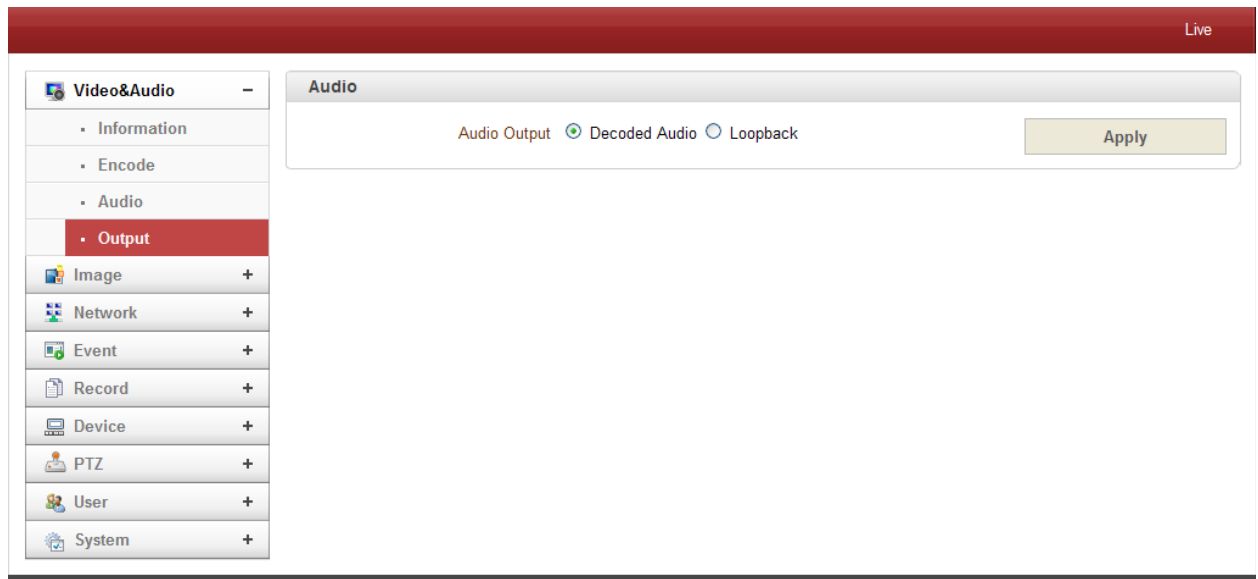 Live
Video&Audio −
Information
Encode
Audio
Output
Image +
Network +
Event +
Record +
Device +
PTZ +
User +
System +
Audio
Audio Output Decoded Audio Loopback
Apply